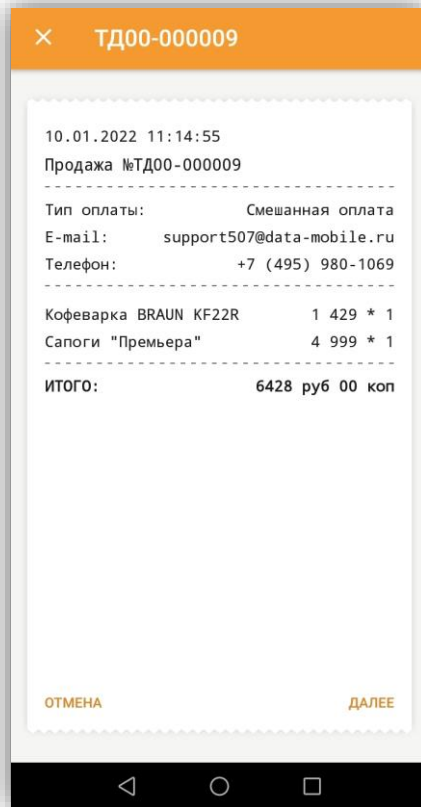 ТД00-000009
10.01.2022 11:14:55
Продажа №ТД00-000009
Тип оплаты: Смешанная оплата
E-mail: support507@data-mobile.ru
Телефон: +7 (495) 980-1069
Кофеварка BRAUN KF22R 1 429 * 1
Сапоги "Премьера" 4 999 * 1
ИТОГО: 6428 руб 00 коп
ОТМЕНА ДАЛЕЕ